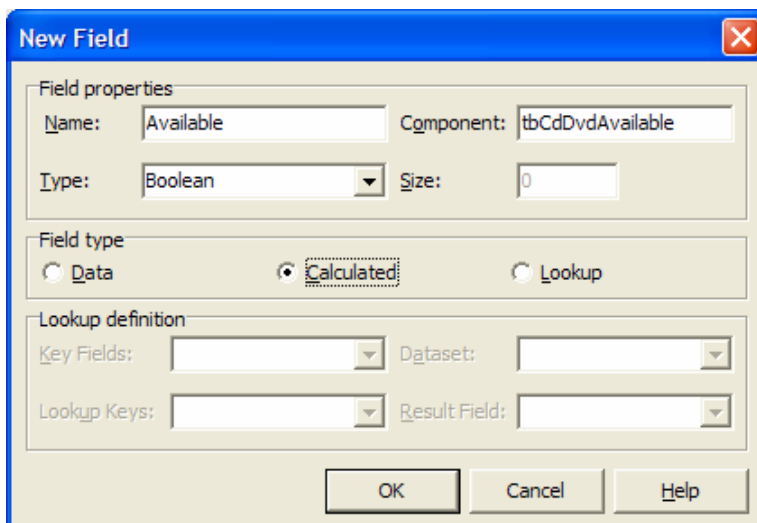 New Field
Field properties
Name: Available Component: tbCdDvdAvailable
Type: Boolean Size: 0
Field type
Data Calculated Lookup
Lookup definition
Key Fields: Dataset:
Lookup Keys: Result Field:
OK Cancel Help